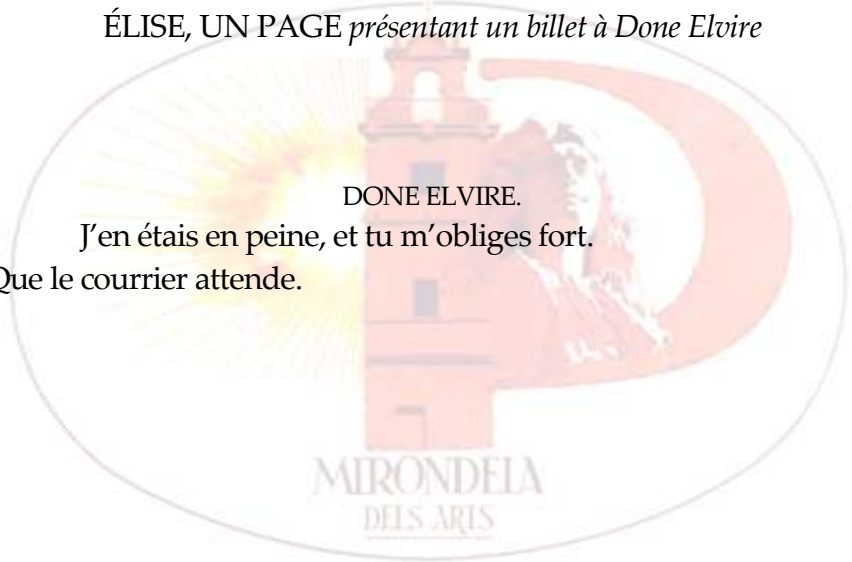 ÉLISE, UN PAGE présentant un billet à Done Elvire
DONE ELVIRE.
J’en étais en peine, et tu m’obliges fort.
Que le courrier attende.
MIRONDELA
DELS ARTS